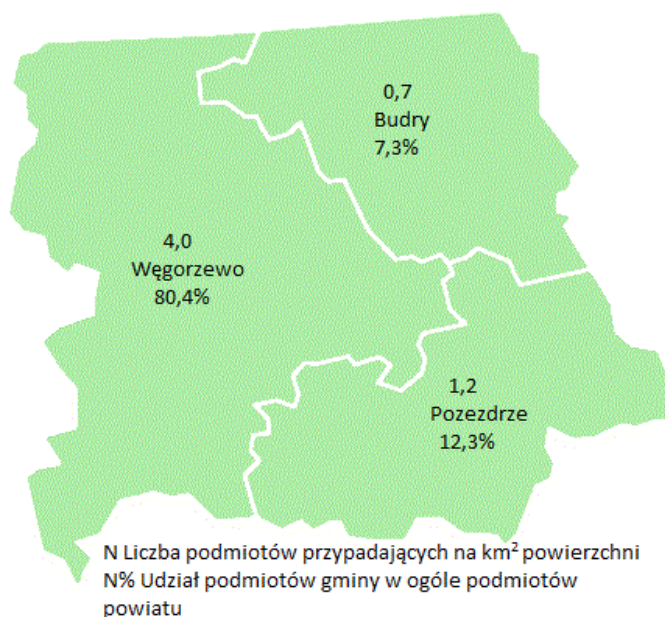 0,7
Budry
7,3%
4,0
Węgorzewo
80,4%
1,2
Pozezdrze
12,3%
N Liczba podmiotów przypadających na km² powierzchni
N% Udział podmiotów gminy w ogóle podmiotów
powiatu